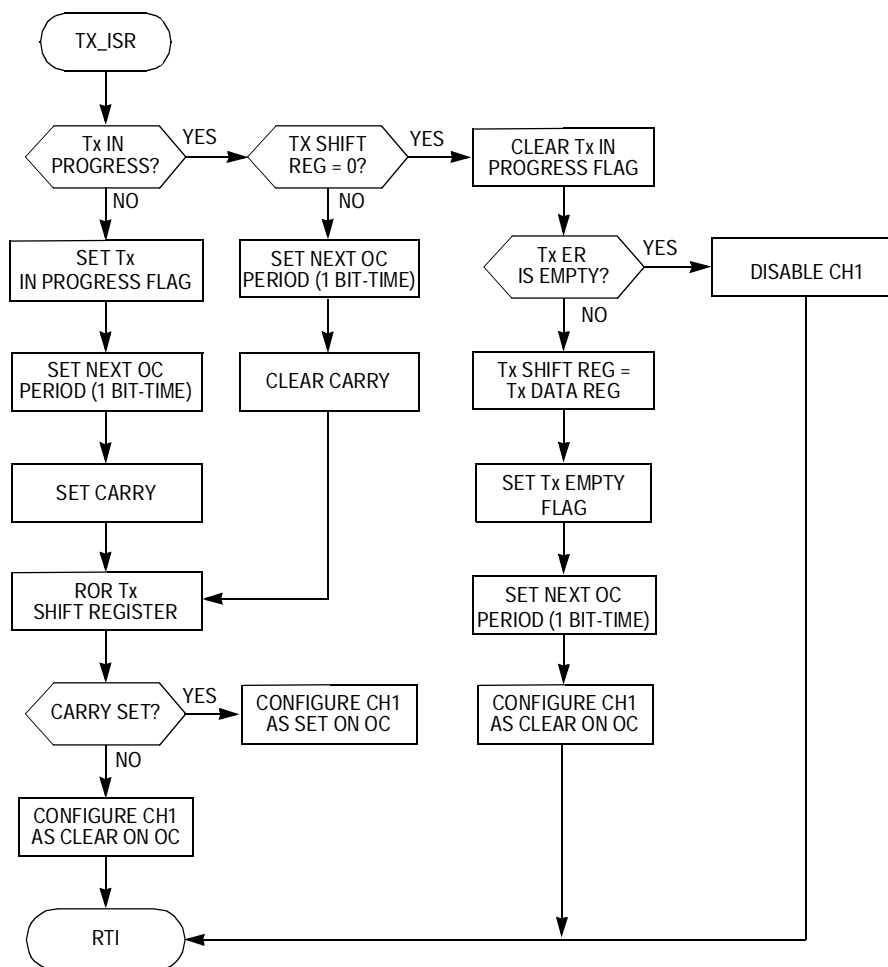 TX_ISR
Tx IN
PROGRESS?
YES
NO
TX SHIFT
REG = 0?
YES
NO
CLEAR Tx IN
PROGRESS FLAG
SET Tx
IN PROGRESS FLAG
SET NEXT OC
PERIOD (1 BIT-TIME)
Tx ER
IS EMPTY?
YES
NO
DISABLE CH1
SET NEXT OC
PERIOD (1 BIT-TIME)
CLEAR CARRY
Tx SHIFT REG =
Tx DATA REG
SET CARRY
SET Tx EMPTY
FLAG
ROR Tx
SHIFT REGISTER
SET NEXT OC
PERIOD (1 BIT-TIME)
CARRY SET?
YES
NO
CONFIGURE CH1
AS SET ON OC
CONFIGURE CH1
AS CLEAR ON OC
CONFIGURE CH1
AS CLEAR ON OC
RTI